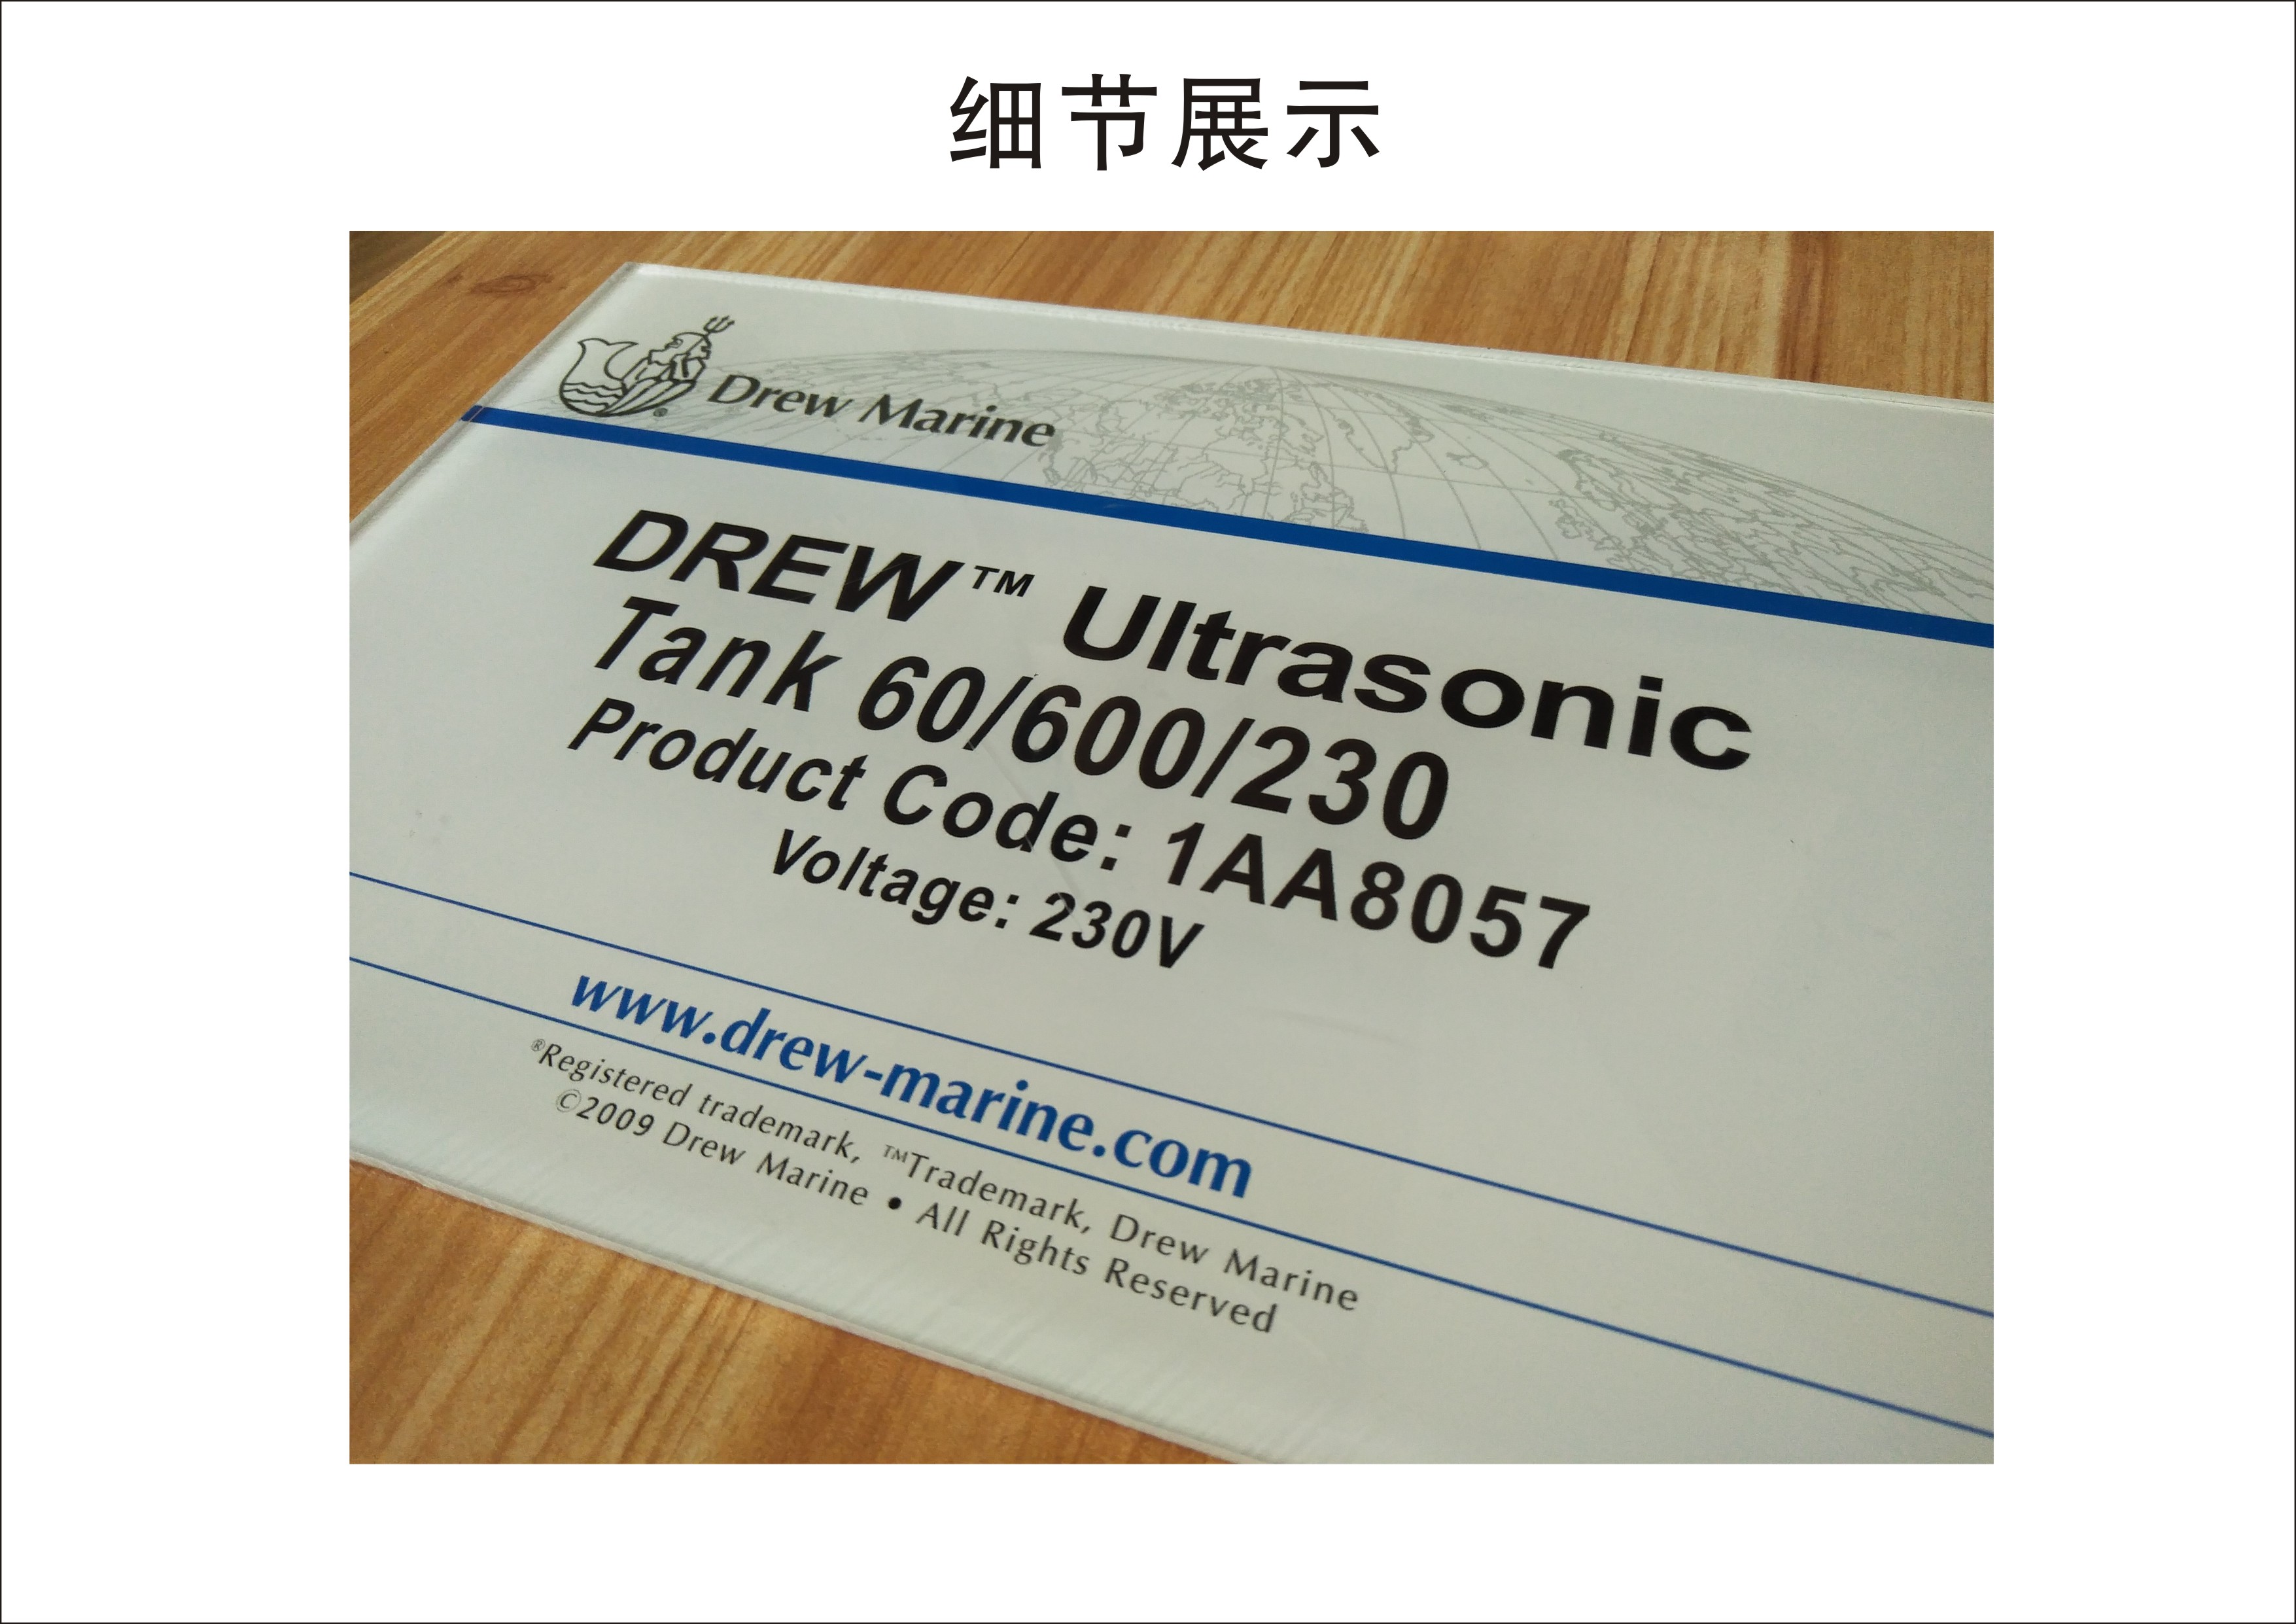 细节展示
® Drew Marine
DREW™ Ultrasonic
Tank 60/600/230
Product Code: 1AA8057
Voltage: 230V
www.drew-marine.com
®Registered trademark, ™Trademark, Drew Marine
©2009 Drew Marine • All Rights Reserved